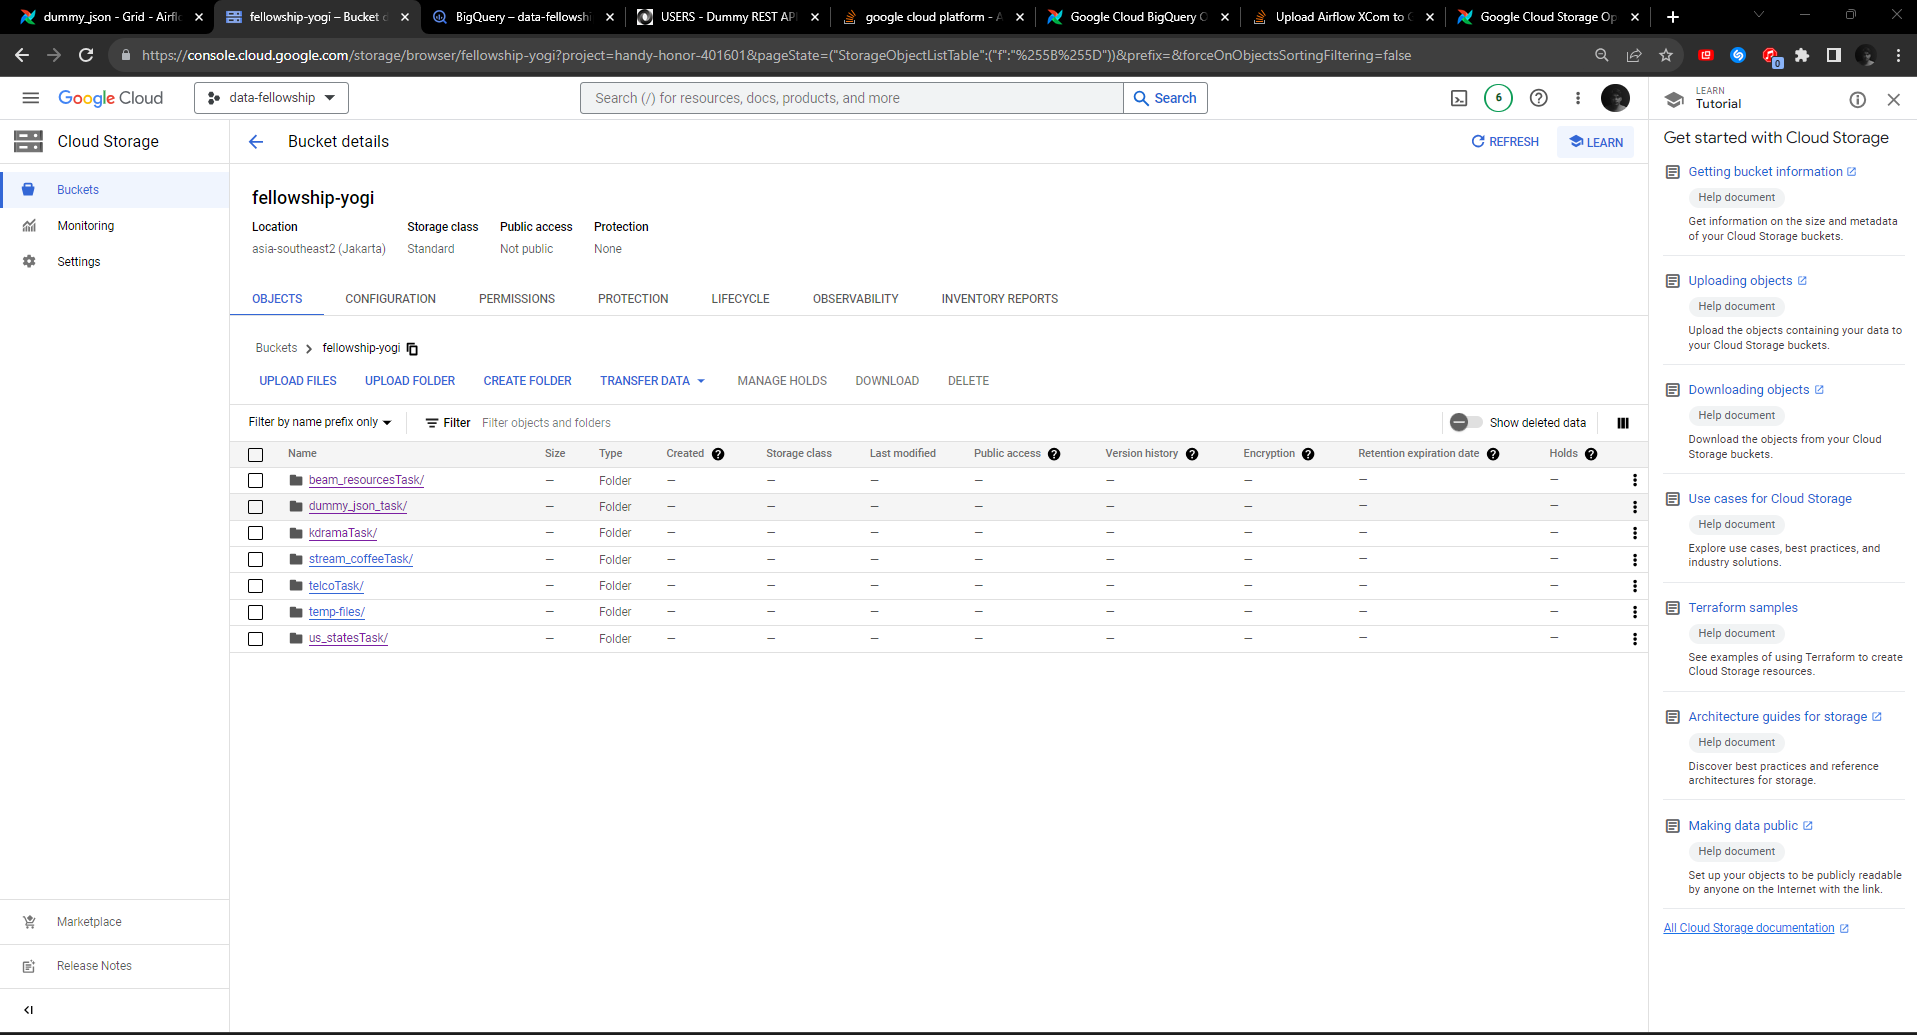 dummy_json - Grid - Airfl
fellowship-yogi – Bucket d
BigQuery – data-fellowshi
USERS - Dummy REST API
google cloud platform - A
Google Cloud BigQuery O
Upload Airflow XCom to G
Google Cloud Storage Op
https://console.cloud.google.com/storage/browser/fellowship-yogi?project=handy-honor-401601&pageState=("StorageObjectListTable":("f":"%255B%255D"))&prefix=&forceOnObjectsSortingFiltering=false
0
Google Cloud
data-fellowship
Search (/) for resources, docs, products, and more
Search
6
LEARN
Tutorial
Cloud Storage
Bucket details
REFRESH
LEARN
Get started with Cloud Storage
Buckets
Monitoring
Settings
fellowship-yogi
Location Storage class Public access Protection
asia-southeast2 (Jakarta) Standard Not public None
OBJECTS CONFIGURATION PERMISSIONS PROTECTION LIFECYCLE OBSERVABILITY INVENTORY REPORTS
Buckets > fellowship-yogi
UPLOAD FILES UPLOAD FOLDER CREATE FOLDER TRANSFER DATA MANAGE HOLDS DOWNLOAD DELETE
Filter by name prefix only Filter Filter objects and folders Show deleted data
Name Size Type Created Storage class Last modified Public access Version history Encryption Retention expiration date Holds
beam_resourcesTask/ — Folder — — — — — — — —
dummy_json_task/ — Folder — — — — — — — —
kdramaTask/ — Folder — — — — — — — —
stream_coffeeTask/ — Folder — — — — — — — —
telcoTask/ — Folder — — — — — — — —
temp-files/ — Folder — — — — — — — —
us_statesTask/ — Folder — — — — — — — —
Getting bucket information
Help document
Get information on the size and metadata
of your Cloud Storage buckets.
Uploading objects
Help document
Upload the objects containing your data to
your Cloud Storage buckets.
Downloading objects
Help document
Download the objects from your Cloud
Storage buckets.
Use cases for Cloud Storage
Help document
Explore use cases, best practices, and
industry solutions.
Terraform samples
Help document
See examples of using Terraform to create
Cloud Storage resources.
Architecture guides for storage
Help document
Discover best practices and reference
architectures for storage.
Making data public
Help document
Set up your objects to be publicly readable
by anyone on the Internet with the link.
All Cloud Storage documentation
Marketplace
Release Notes